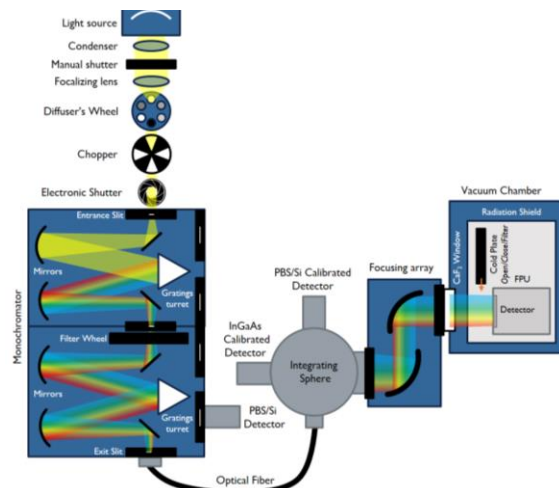 Light source
Condenser
Manual shutter
Focalizing lens
Diffuser's Wheel
Chopper
Electronic Shutter
Entrance Slit
Mirrors
Gratings
turret
Monochromator
Filter Wheel
Mirrors
Gratings
turret
Exit Slit
PBS/Si
Detector
Optical Fiber
PBS/Si Calibrated
Detector
InGaAs
Calibrated
Detector
Integrating
Sphere
Focusing array
Vacuum Chamber
Radiation Shield
CaF₂ Window
Cold Plate
Open/Close/Filter
FPU
Detector